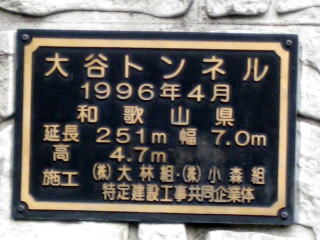 大谷トンネル
1996年4月
和歌山県
延長 251m 幅 7.0m
高 4.7m
施工 ㈱大林組・㈱小森組
特定建設工事共同企業体